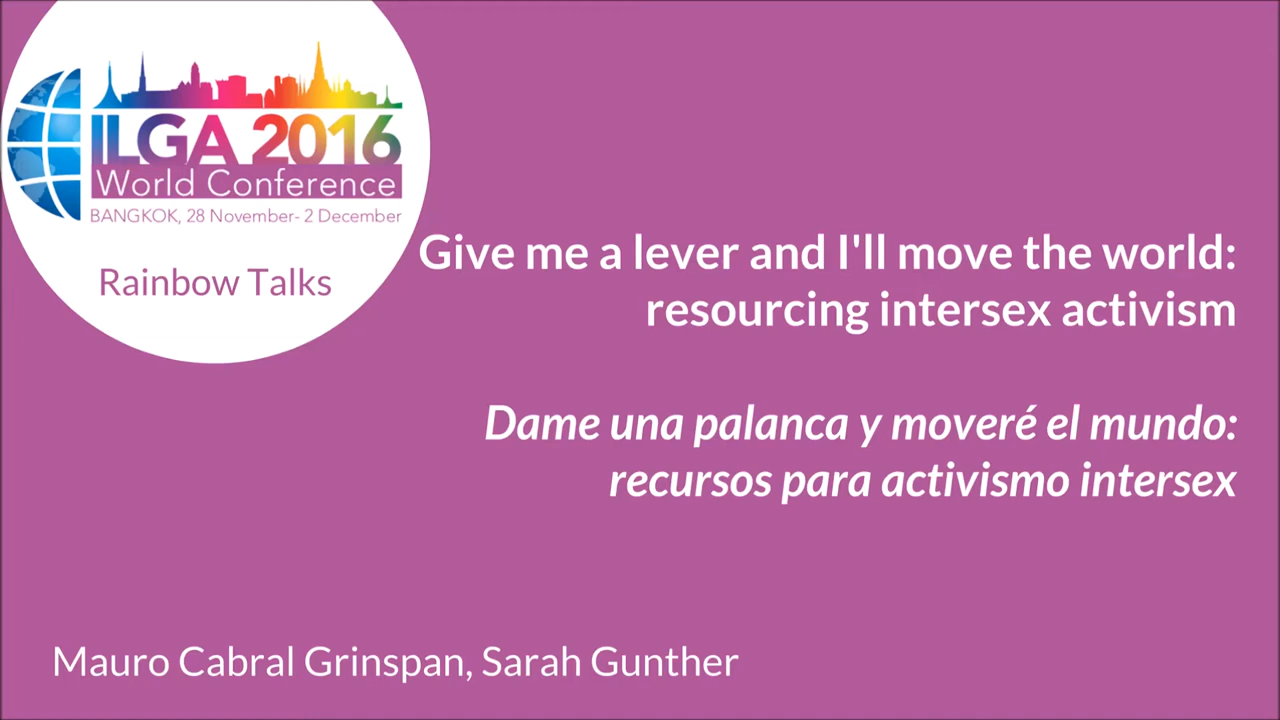 ILGA 2016
World Conference
BANGKOK, 28 November- 2 December
Rainbow Talks
Give me a lever and I'll move the world:
resourcing intersex activism
Dame una palanca y moveré el mundo:
recursos para activismo intersex
Mauro Cabral Grinspan, Sarah Gunther